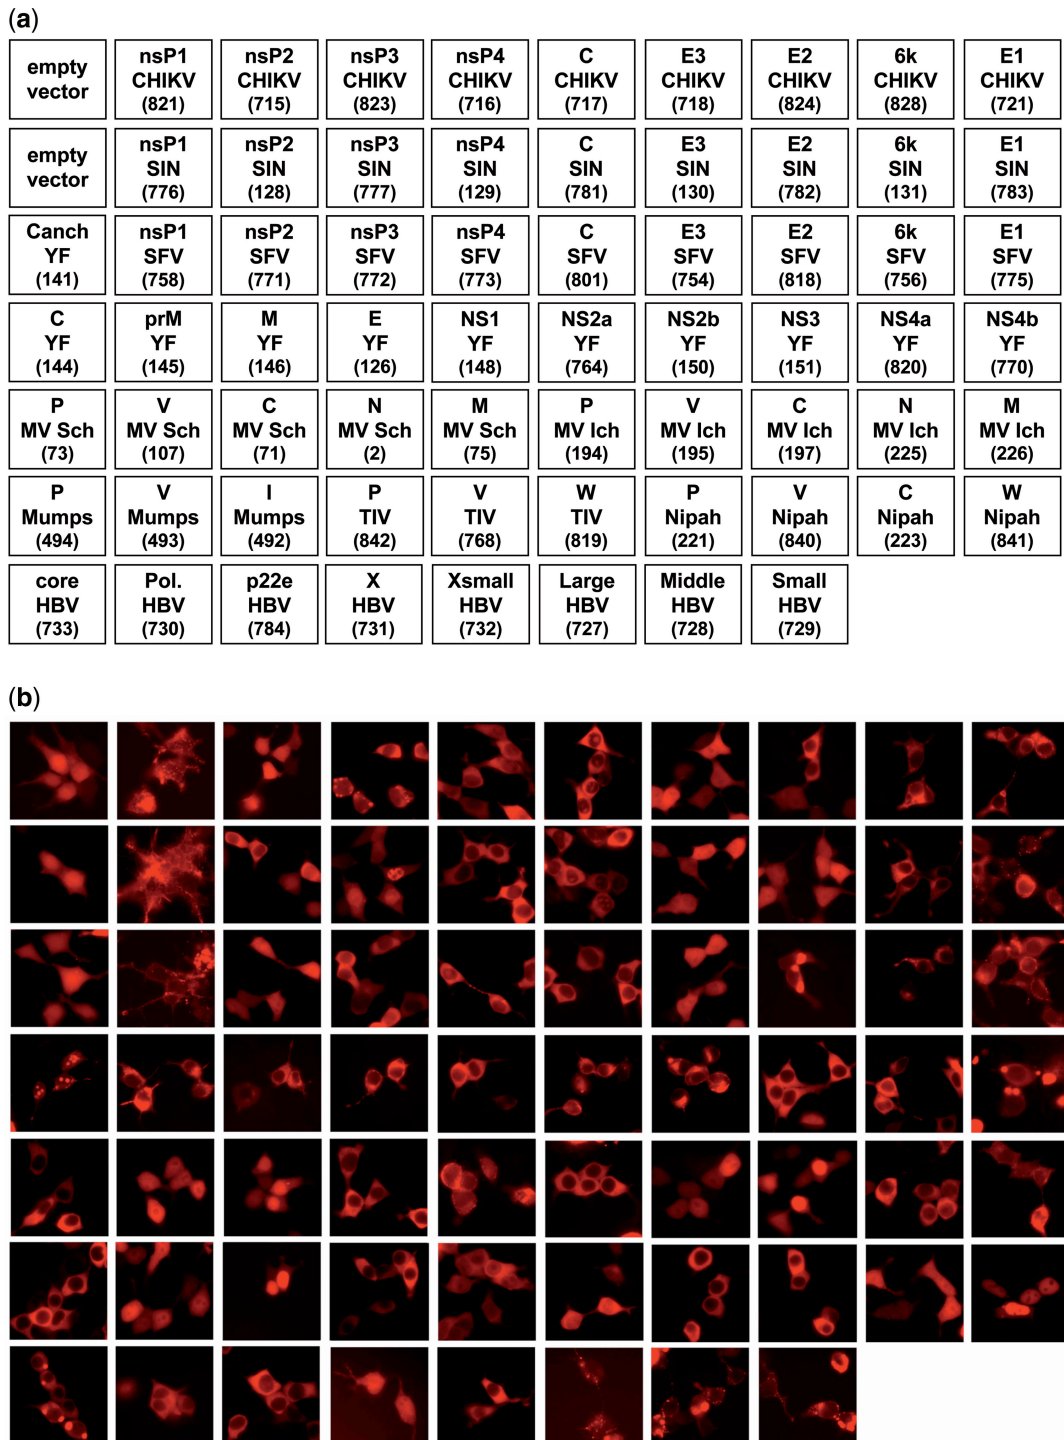 (a)
empty
vector
nsP1
CHIKV
(821)
nsP2
CHIKV
(715)
nsP3
CHIKV
(823)
nsP4
CHIKV
(716)
C
CHIKV
(717)
E3
CHIKV
(718)
E2
CHIKV
(824)
6k
CHIKV
(828)
E1
CHIKV
(721)
empty
vector
nsP1
SIN
(776)
nsP2
SIN
(128)
nsP3
SIN
(777)
nsP4
SIN
(129)
C
SIN
(781)
E3
SIN
(130)
E2
SIN
(782)
6k
SIN
(131)
E1
SIN
(783)
Canch
YF
(141)
nsP1
SFV
(758)
nsP2
SFV
(771)
nsP3
SFV
(772)
nsP4
SFV
(773)
C
SFV
(801)
E3
SFV
(754)
E2
SFV
(818)
6k
SFV
(756)
E1
SFV
(775)
C
YF
(144)
prM
YF
(145)
M
YF
(146)
E
YF
(126)
NS1
YF
(148)
NS2a
YF
(764)
NS2b
YF
(150)
NS3
YF
(151)
NS4a
YF
(820)
NS4b
YF
(770)
P
MV Sch
(73)
V
MV Sch
(107)
C
MV Sch
(71)
N
MV Sch
(2)
M
MV Sch
(75)
P
MV Ich
(194)
V
MV Ich
(195)
C
MV Ich
(197)
N
MV Ich
(225)
M
MV Ich
(226)
P
Mumps
(494)
V
Mumps
(493)
I
Mumps
(492)
P
TIV
(842)
V
TIV
(768)
W
TIV
(819)
P
Nipah
(221)
V
Nipah
(840)
C
Nipah
(223)
W
Nipah
(841)
core
HBV
(733)
Pol.
HBV
(730)
p22e
HBV
(784)
X
HBV
(731)
Xsmall
HBV
(732)
Large
HBV
(727)
Middle
HBV
(728)
Small
HBV
(729)
(b)